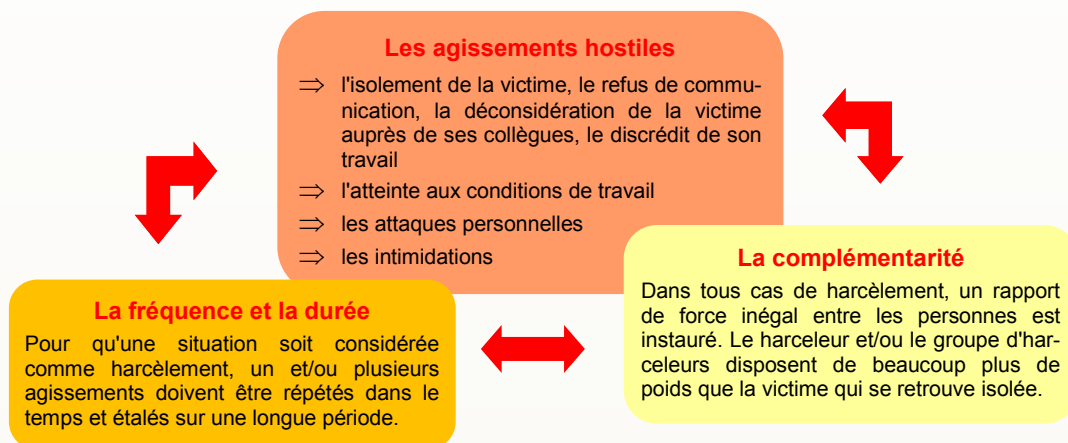 Les agissements hostiles
⇒ l'isolement de la victime, le refus de commu-
nication, la déconsidération de la victime
auprès de ses collègues, le discrédit de son
travail
⇒ l'atteinte aux conditions de travail
⇒ les attaques personnelles
⇒ les intimidations
La fréquence et la durée
Pour qu'une situation soit considérée
comme harcèlement, un et/ou plusieurs
agissements doivent être répétés dans le
temps et étalés sur une longue période.
La complémentarité
Dans tous cas de harcèlement, un rapport
de force inégal entre les personnes est
instauré. Le harceleur et/ou le groupe d'har-
celeurs disposent de beaucoup plus de
poids que la victime qui se retrouve isolée.